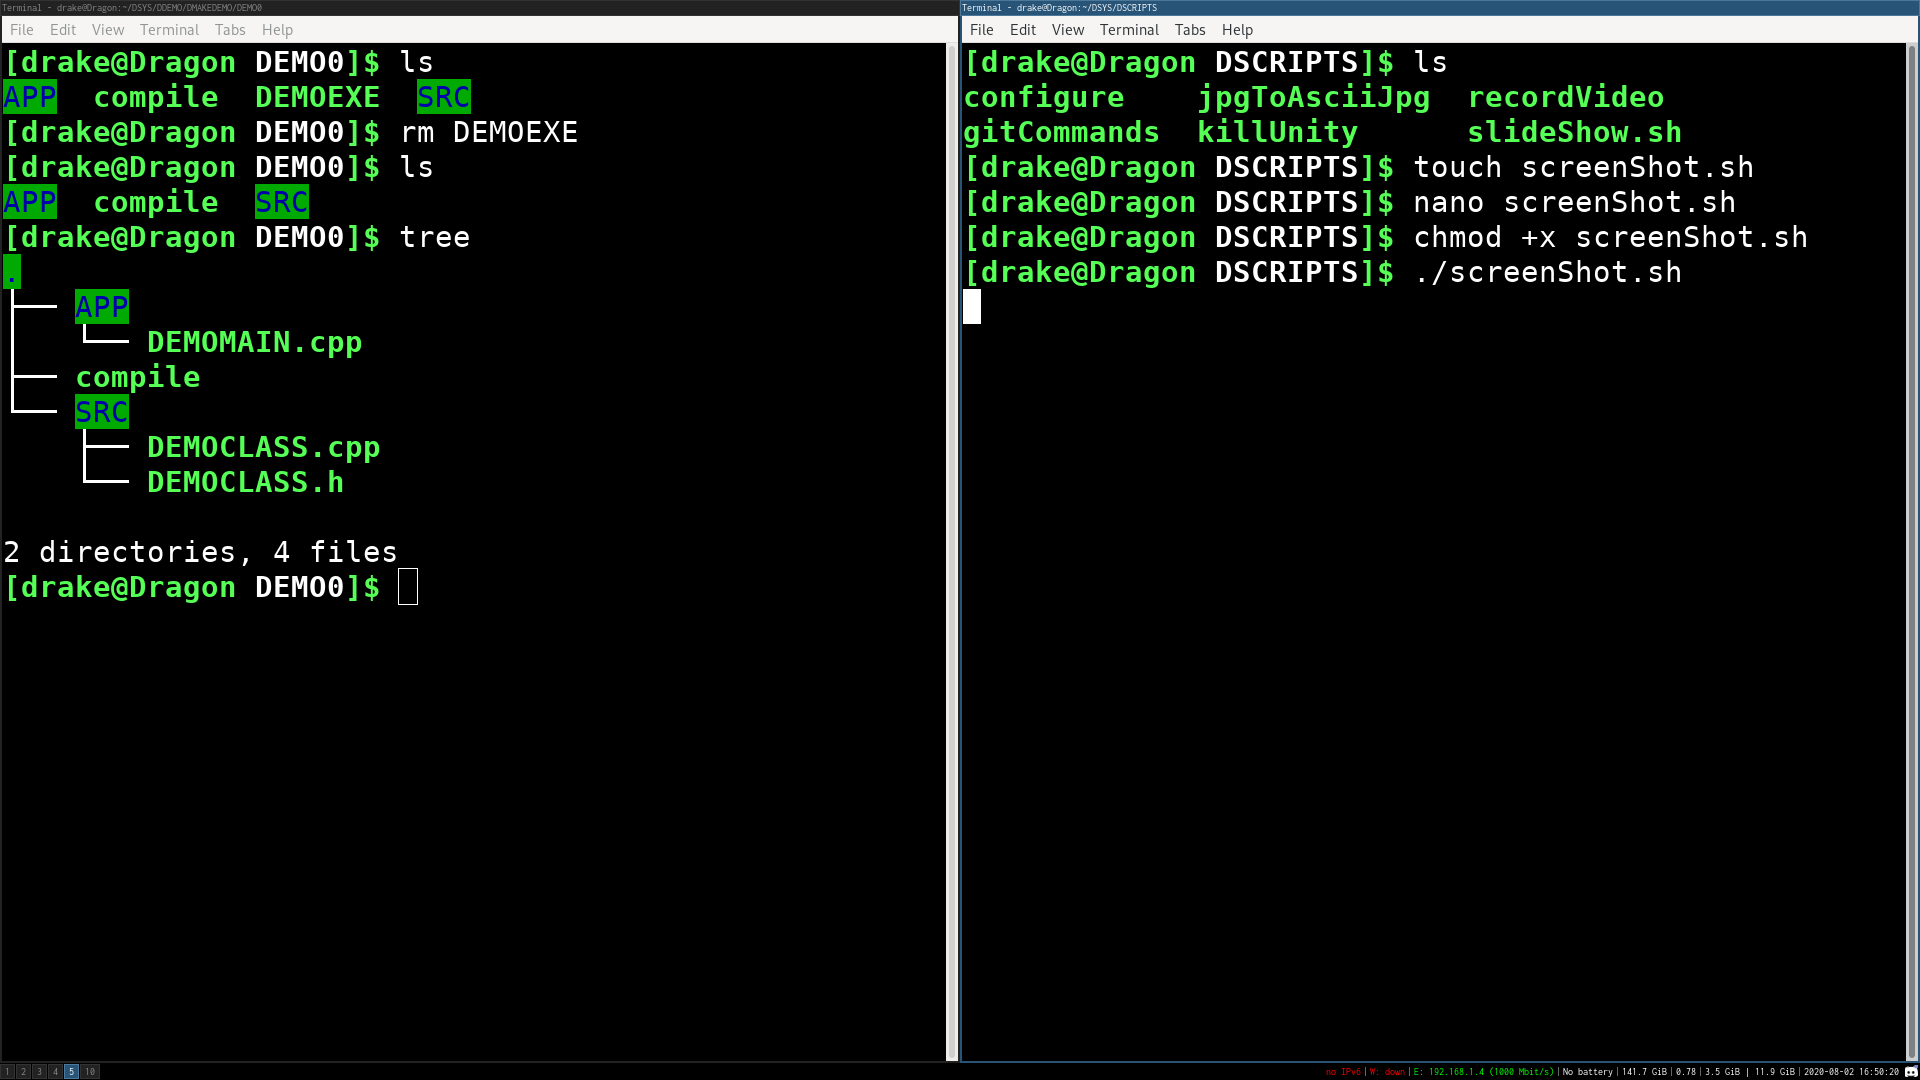 Terminal - drake@Dragon:~/DSYS/DDEMO/DMAKEDEMO/DEMO0
File Edit View Terminal Tabs Help
[drake@Dragon DEMO0]$ ls
APP compile DEMOEXE SRC
[drake@Dragon DEMO0]$ rm DEMOEXE
[drake@Dragon DEMO0]$ ls
APP compile SRC
[drake@Dragon DEMO0]$ tree
.
├── APP
│   └── DEMOMAIN.cpp
├── compile
└── SRC
    ├── DEMOCLASS.cpp
    └── DEMOCLASS.h
2 directories, 4 files
[drake@Dragon DEMO0]$
Terminal - drake@Dragon:~/DSYS/DSCRIPTS
File Edit View Terminal Tabs Help
[drake@Dragon DSCRIPTS]$ ls
configure jpgToAsciiJpg recordVideo
gitCommands killUnity slideShow.sh
[drake@Dragon DSCRIPTS]$ touch screenShot.sh
[drake@Dragon DSCRIPTS]$ nano screenShot.sh
[drake@Dragon DSCRIPTS]$ chmod +x screenShot.sh
[drake@Dragon DSCRIPTS]$ ./screenShot.sh
1 2 3 4 5 10
no IPv6|W: down|E: 192.168.1.4 (1000 Mbit/s)|No battery|141.7 GiB|0.78|3.5 GiB | 11.9 GiB|2020-08-02 16:50:20